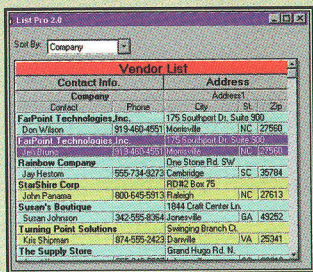 List Pro 2.0
Sort By: Company
Vendor List
Contact Info. Address
Company Address1
Contact Phone City St. Zip
FarPoint Technologies, Inc. 175 Southport Dr. Suite 900
Don Wilson 919-460-4551 Morrisville NC 27560
FarPoint Technologies, Inc. 175 Southport Dr. Suite 900
Jen Bruno 919-460-4551 Morrisville NC 27560
Rainbow Company One Stone Rd. SW
Jay Hestom 555-734-9273 Cambridge SC 35784
StarShire Corp RD#2 Box 75
John Panama 800-645-5913 Raleigh NC 27613
Susan's Boutique 1844 Craft Center Ln.
Susan Johnson 342-555-8364 Jonesville GA 49252
Turning Point Solutions Swinging Branch Ct.
Kris Shipman 874-555-2423 Danville VA 25341
The Supply Store Grand Hugo Rd. N.